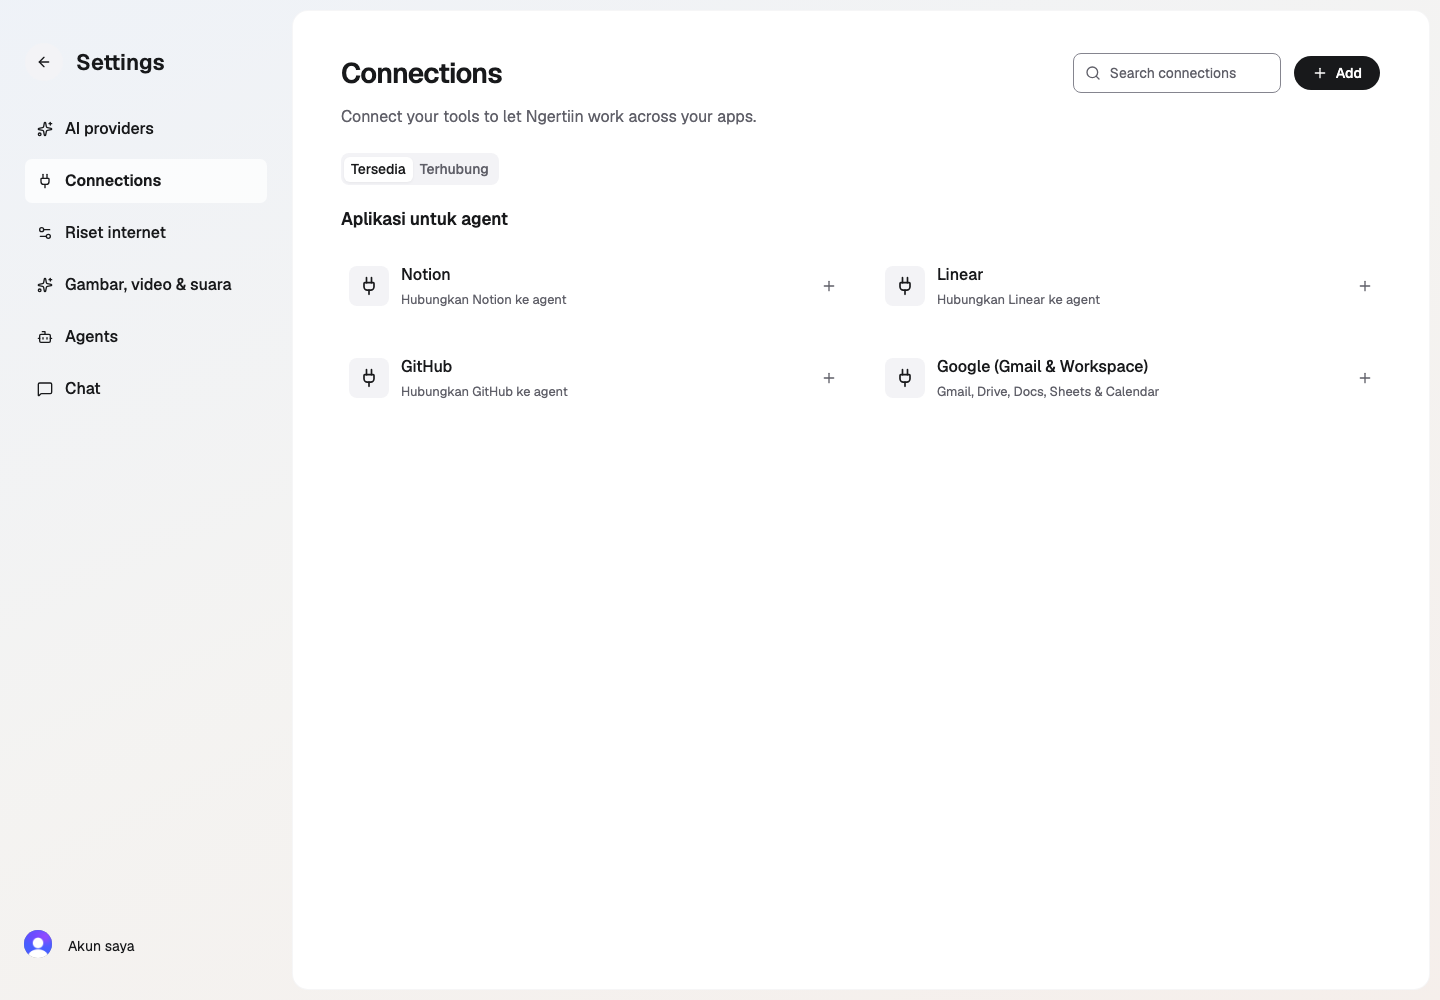 Settings
AI providers
Connections
Riset internet
Gambar, video & suara
Agents
Chat
Akun saya
Connections
Search connections
Add
Connect your tools to let Ngertiin work across your apps.
Tersedia
Terhubung
Aplikasi untuk agent
Notion
Hubungkan Notion ke agent
Linear
Hubungkan Linear ke agent
GitHub
Hubungkan GitHub ke agent
Google (Gmail & Workspace)
Gmail, Drive, Docs, Sheets & Calendar